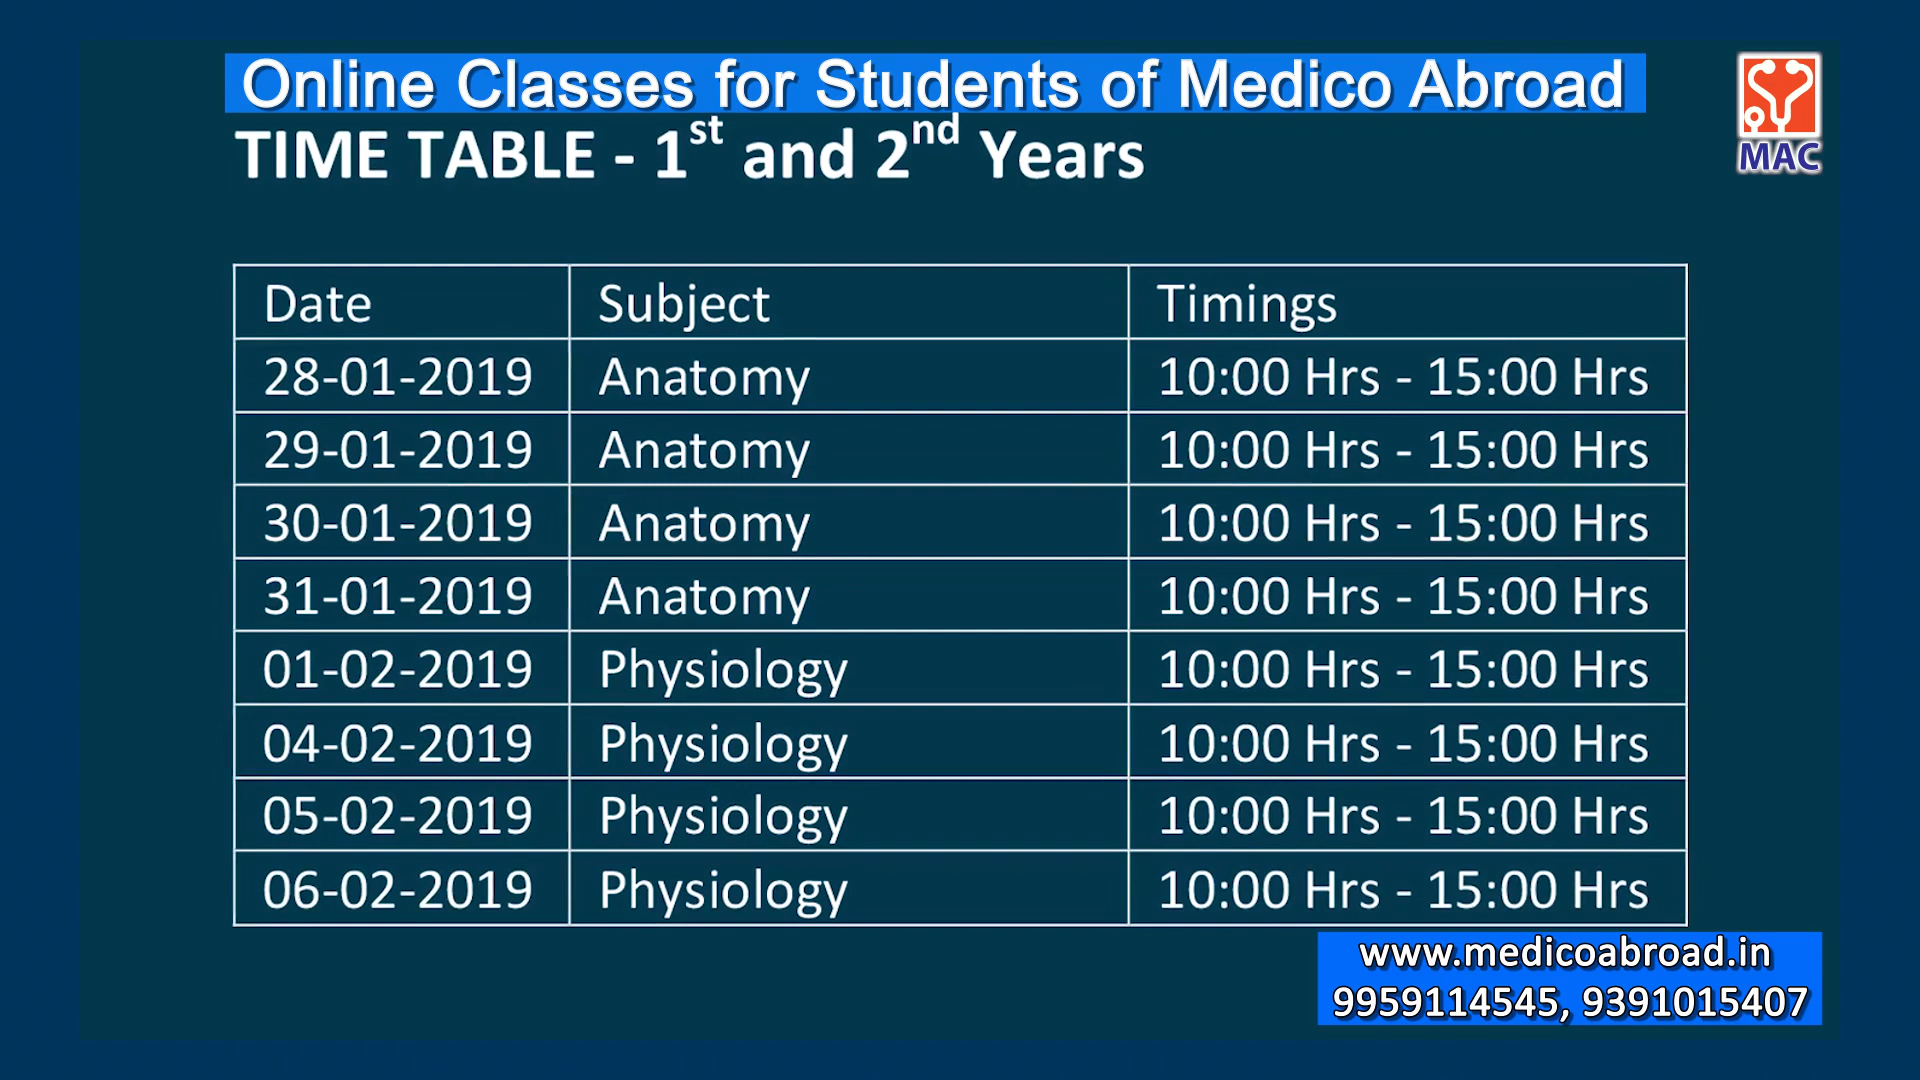 Online Classes for Students of Medico Abroad
MAC
TIME TABLE - 1st and 2nd Years
Date Subject Timings
28-01-2019 Anatomy 10:00 Hrs - 15:00 Hrs
29-01-2019 Anatomy 10:00 Hrs - 15:00 Hrs
30-01-2019 Anatomy 10:00 Hrs - 15:00 Hrs
31-01-2019 Anatomy 10:00 Hrs - 15:00 Hrs
01-02-2019 Physiology 10:00 Hrs - 15:00 Hrs
04-02-2019 Physiology 10:00 Hrs - 15:00 Hrs
05-02-2019 Physiology 10:00 Hrs - 15:00 Hrs
06-02-2019 Physiology 10:00 Hrs - 15:00 Hrs
www.medicoabroad.in
9959114545, 9391015407